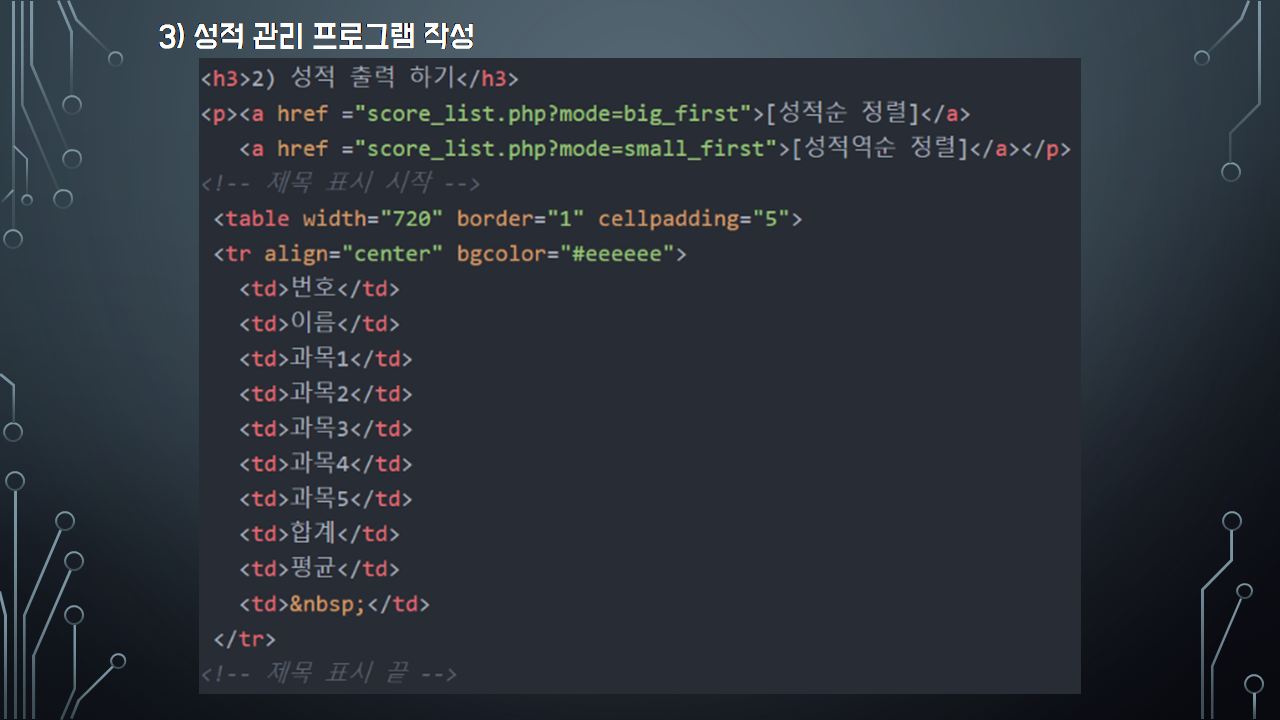 3) 성적 관리 프로그램 작성
<h3>2) 성적 출력 하기</h3>
<p><a href ="score_list.php?mode=big_first">[성적순 정렬]</a>
<a href ="score_list.php?mode=small_first">[성적역순 정렬]</a></p>
<!-- 제목 표시 시작 -->
<table width="720" border="1" cellpadding="5">
<tr align="center" bgcolor="#eeeeee">
<td>번호</td>
<td>이름</td>
<td>과목1</td>
<td>과목2</td>
<td>과목3</td>
<td>과목4</td>
<td>과목5</td>
<td>합계</td>
<td>평균</td>
<td>&nbsp;</td>
</tr>
<!-- 제목 표시 끝 -->